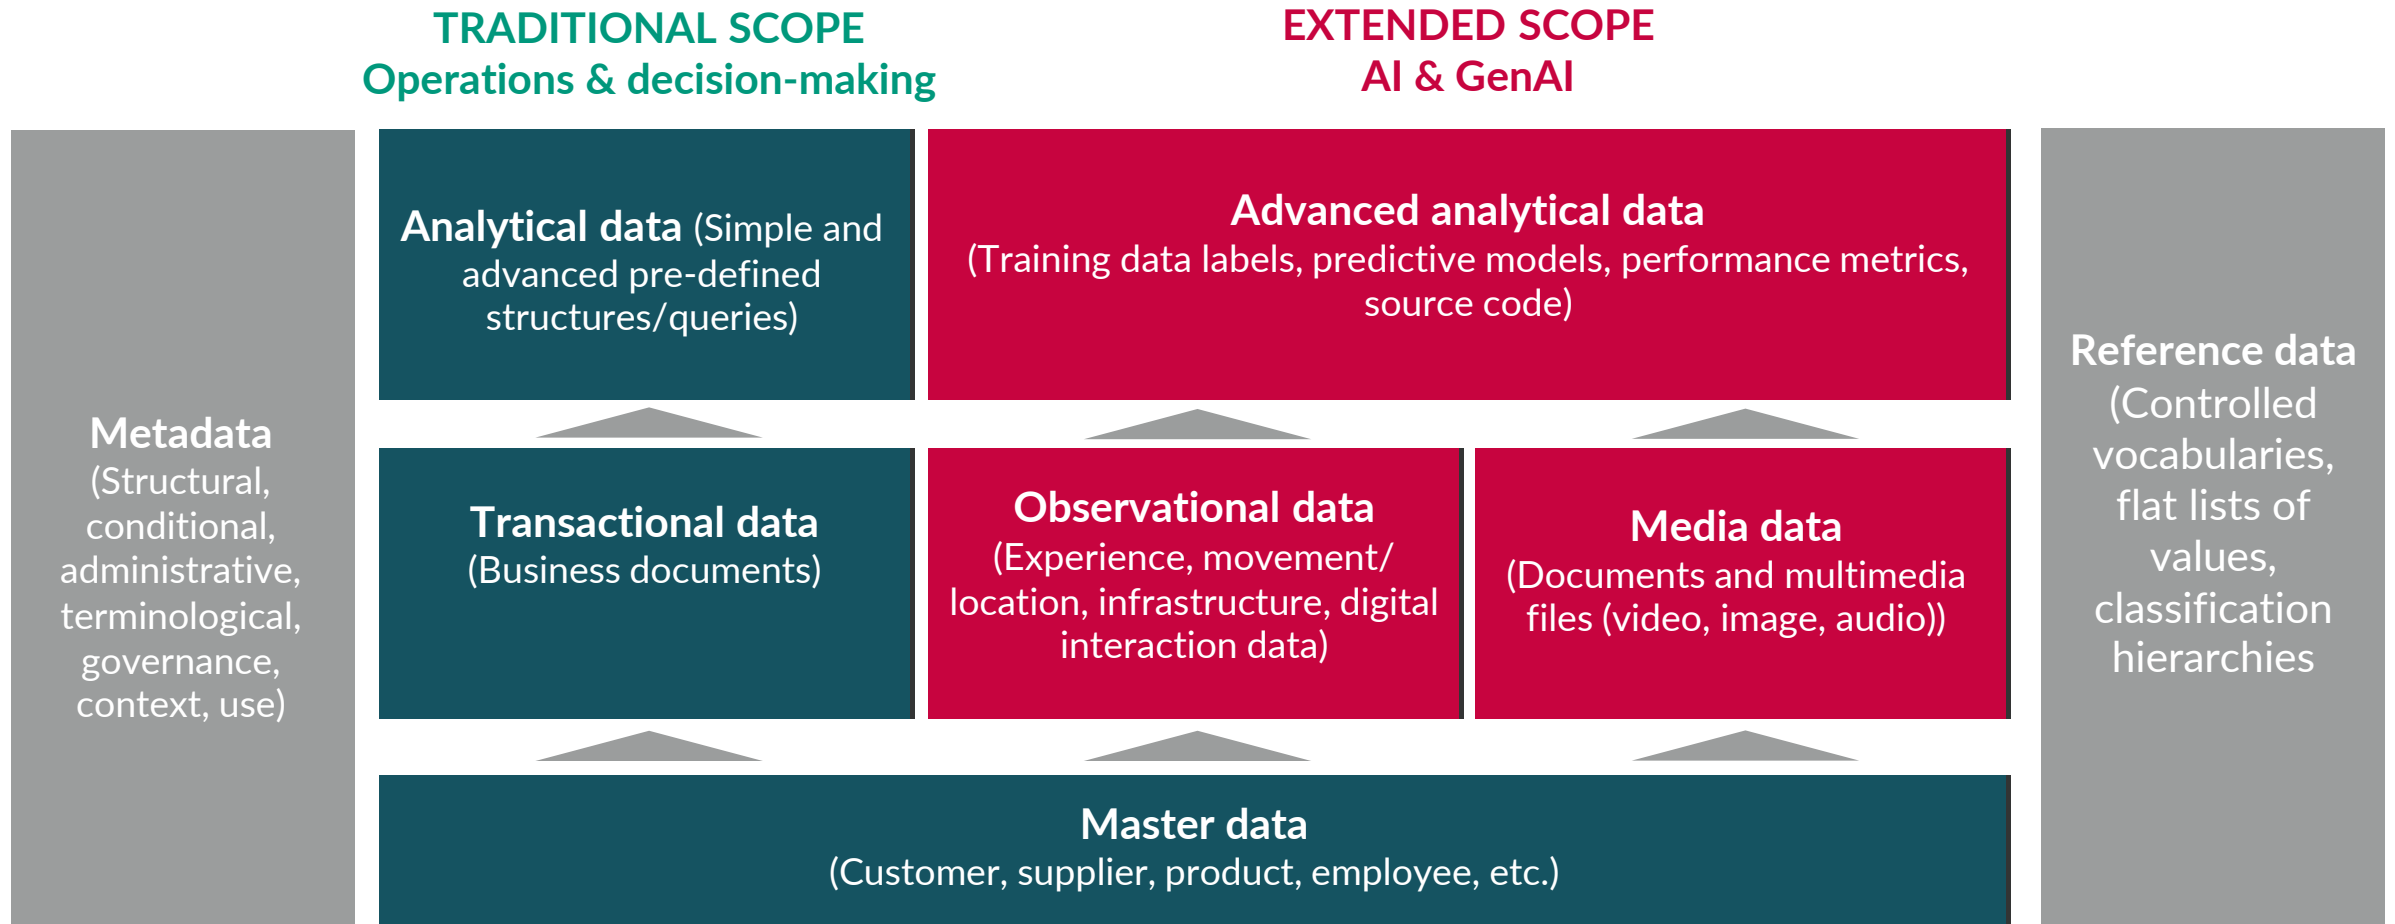 TRADITIONAL SCOPE
Operations & decision-making
EXTENDED SCOPE
AI & GenAI
Metadata
(Structural,
conditional,
administrative,
terminological,
governance,
context, use)
Analytical data (Simple and
advanced pre-defined
structures/queries)
Advanced analytical data
(Training data labels, predictive models, performance metrics,
source code)
Transactional data
(Business documents)
Observational data
(Experience, movement/
location, infrastructure, digital
interaction data)
Media data
(Documents and multimedia
files (video, image, audio))
Master data
(Customer, supplier, product, employee, etc.)
Reference data
(Controlled
vocabularies,
flat lists of
values,
classification
hierarchies